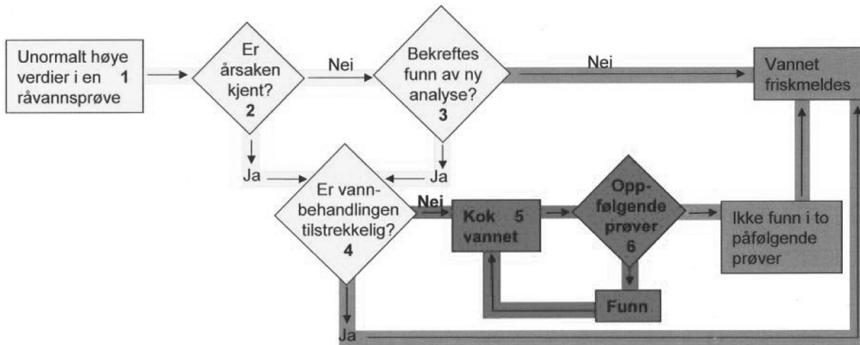 Unormalt høye
verdier i en 1
råvannsprøve
Er
årsaken
kjent?
2
Nei
Bekreftes
funn av ny
analyse?
3
Nei
Vannet
friskmeldes
Ja
Ja
Er vann-
behandlingen
tilstrekkelig?
4
Nei
Kok 5
vannet
Opp-
følgende
prøver
6
Ikke funn i to
påfølgende
prøver
Funn
Ja